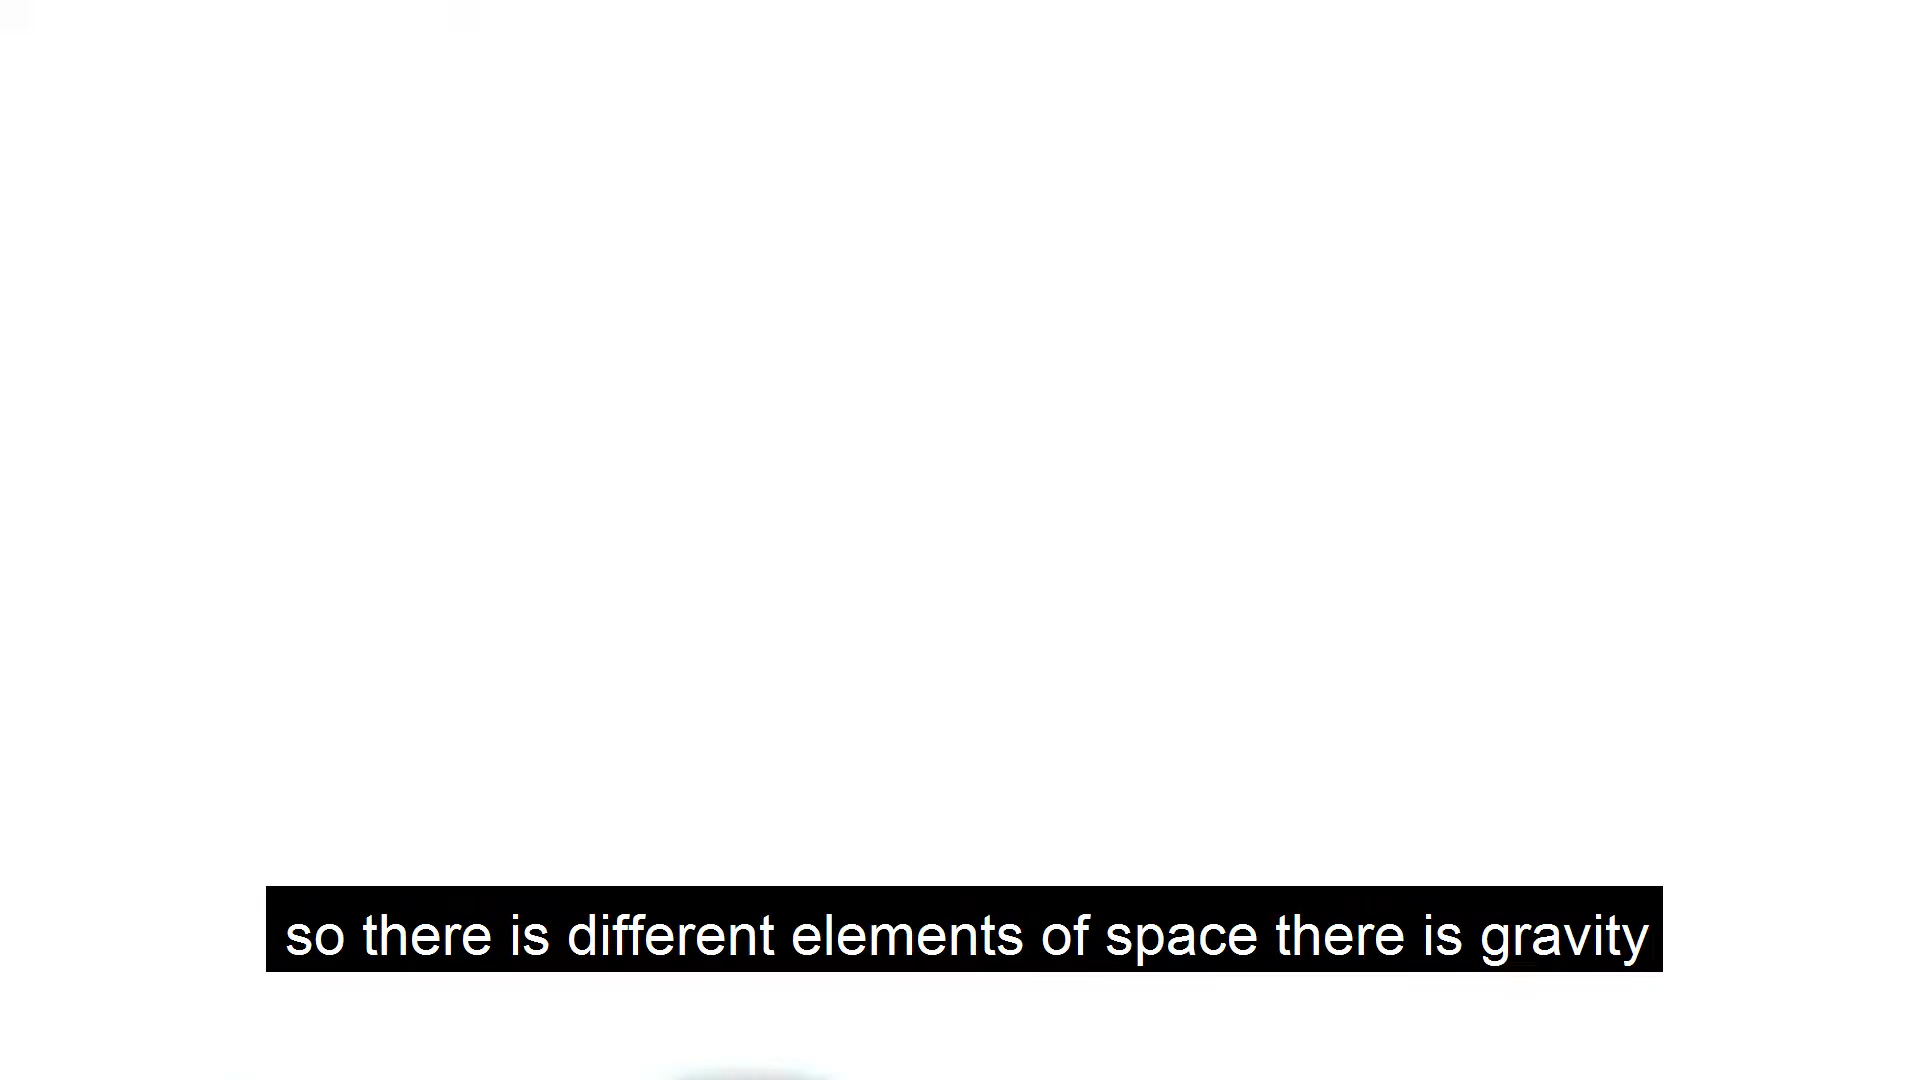 so there is different elements of space there is gravity